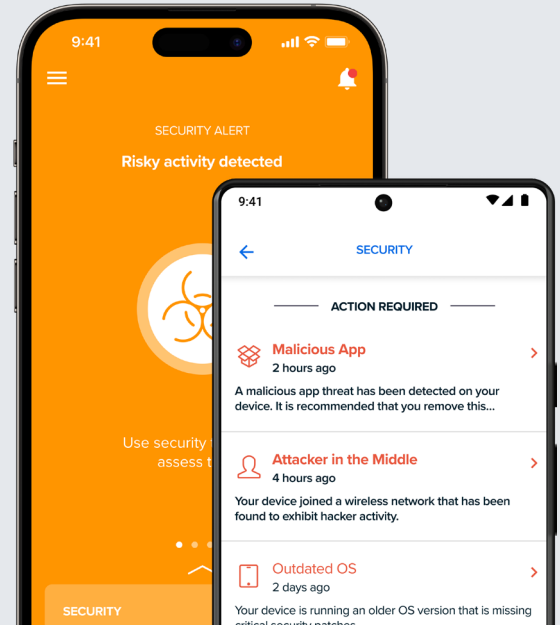 9:41
SECURITY ALERT
Risky activity detected
Use security
assess
SECURITY
9:41
SECURITY
ACTION REQUIRED
Malicious App
2 hours ago
A malicious app threat has been detected on your
device. It is recommended that you remove this...
Attacker in the Middle
4 hours ago
Your device joined a wireless network that has been
found to exhibit hacker activity.
Outdated OS
2 days ago
Your device is running an older OS version that is missing
critical security patches